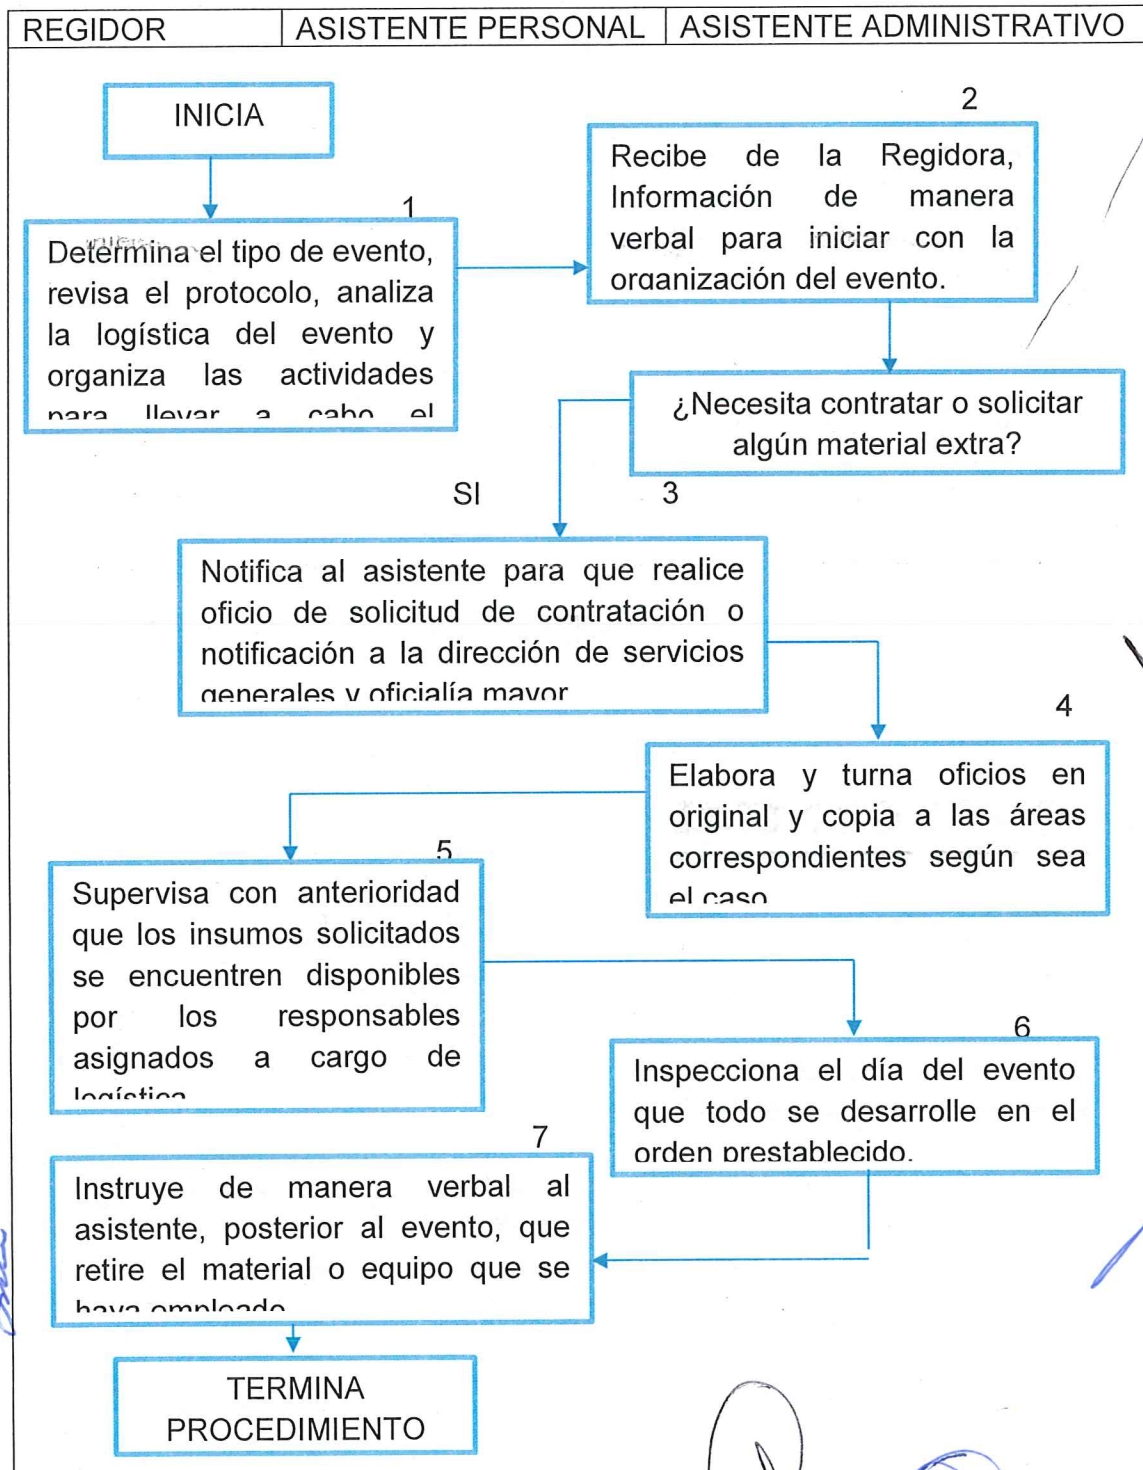 REGIDOR
ASISTENTE PERSONAL
ASISTENTE ADMINISTRATIVO
INICIA
1
Determina el tipo de evento,
revisa el protocolo, analiza
la logística del evento y
organiza las actividades
para llevar a cabo el
2
Recibe de la Regidora,
Información de manera
verbal para iniciar con la
organización del evento.
¿Necesita contratar o solicitar
algún material extra?
SI
3
Notifica al asistente para que realice
oficio de solicitud de contratación o
notificación a la dirección de servicios
generales y oficialía mayor
4
Elabora y turna oficios en
original y copia a las áreas
correspondientes según sea
el caso
5
Supervisa con anterioridad
que los insumos solicitados
se encuentren disponibles
por los responsables
asignados a cargo de
logística
6
Inspecciona el día del evento
que todo se desarrolle en el
orden prestablecido.
7
Instruye de manera verbal al
asistente, posterior al evento, que
retire el material o equipo que se
haya empleado
TERMINA
PROCEDIMIENTO